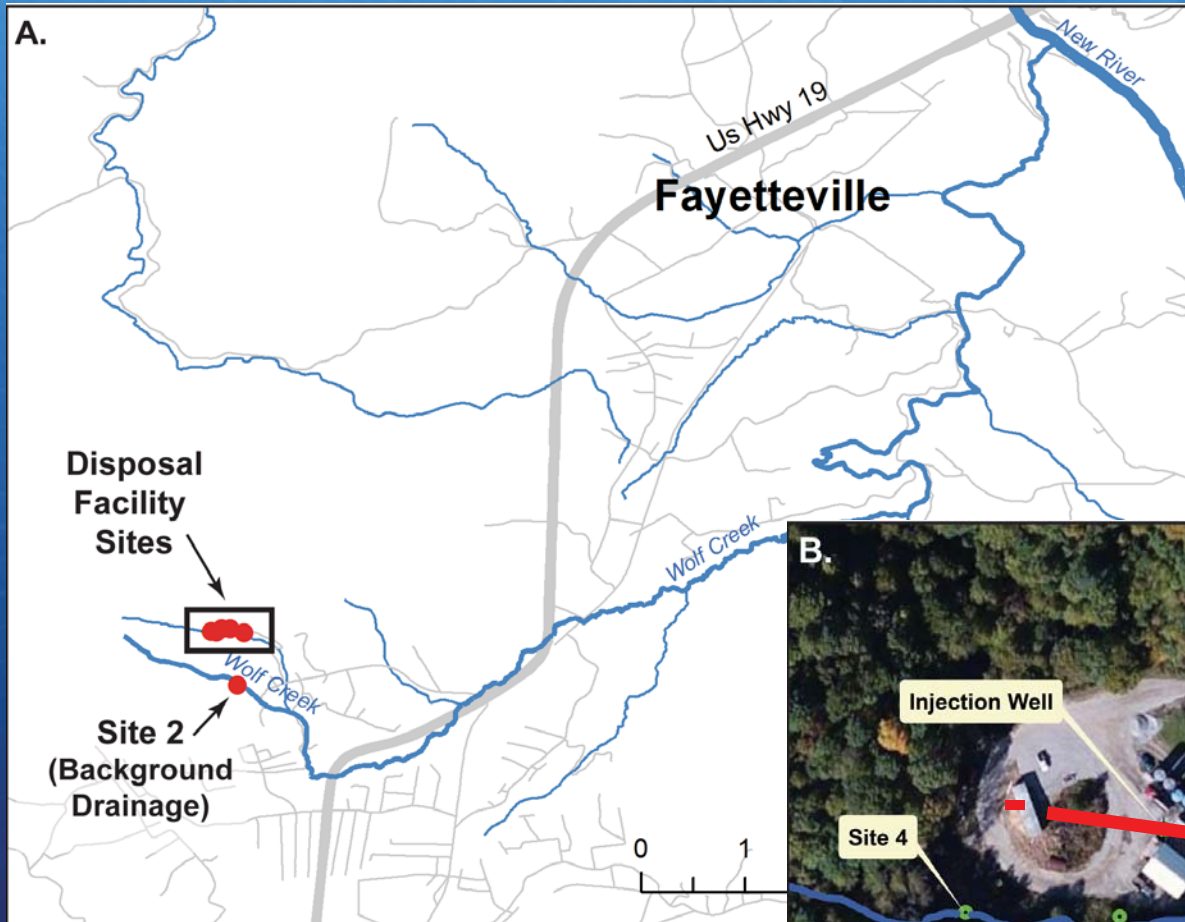 A.
New River
Us Hwy 19
Fayetteville
Disposal
Facility
Sites
Wolf Creek
Wolf Creek
Site 2
(Background
Drainage)
0
1
B.
Injection Well
Site 4